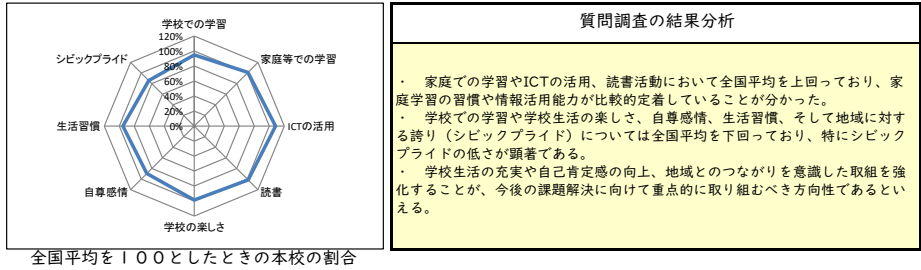 学校での学習
120%
100%
80%
60%
40%
20%
0%
家庭等での学習
ICTの活用
読書
学校の楽しさ
自尊感情
生活習慣
シビックプライド
全国平均を１００としたときの本校の割合
質問調査の結果分析
・　家庭での学習やICTの活用、読書活動において全国平均を上回っており、家
庭学習の習慣や情報活用能力が比較的定着していることが分かった。
・　学校での学習や学校生活の楽しさ、自尊感情、生活習慣、そして地域に対す
る誇り（シビックプライド）については全国平均を下回っており、特にシビック
プライドの低さが顕著である。
・　学校生活の充実や自己肯定感の向上、地域とのつながりを意識した取組を強
化することが、今後の課題解決に向けて重点的に取り組むべき方向性であるとい
える。